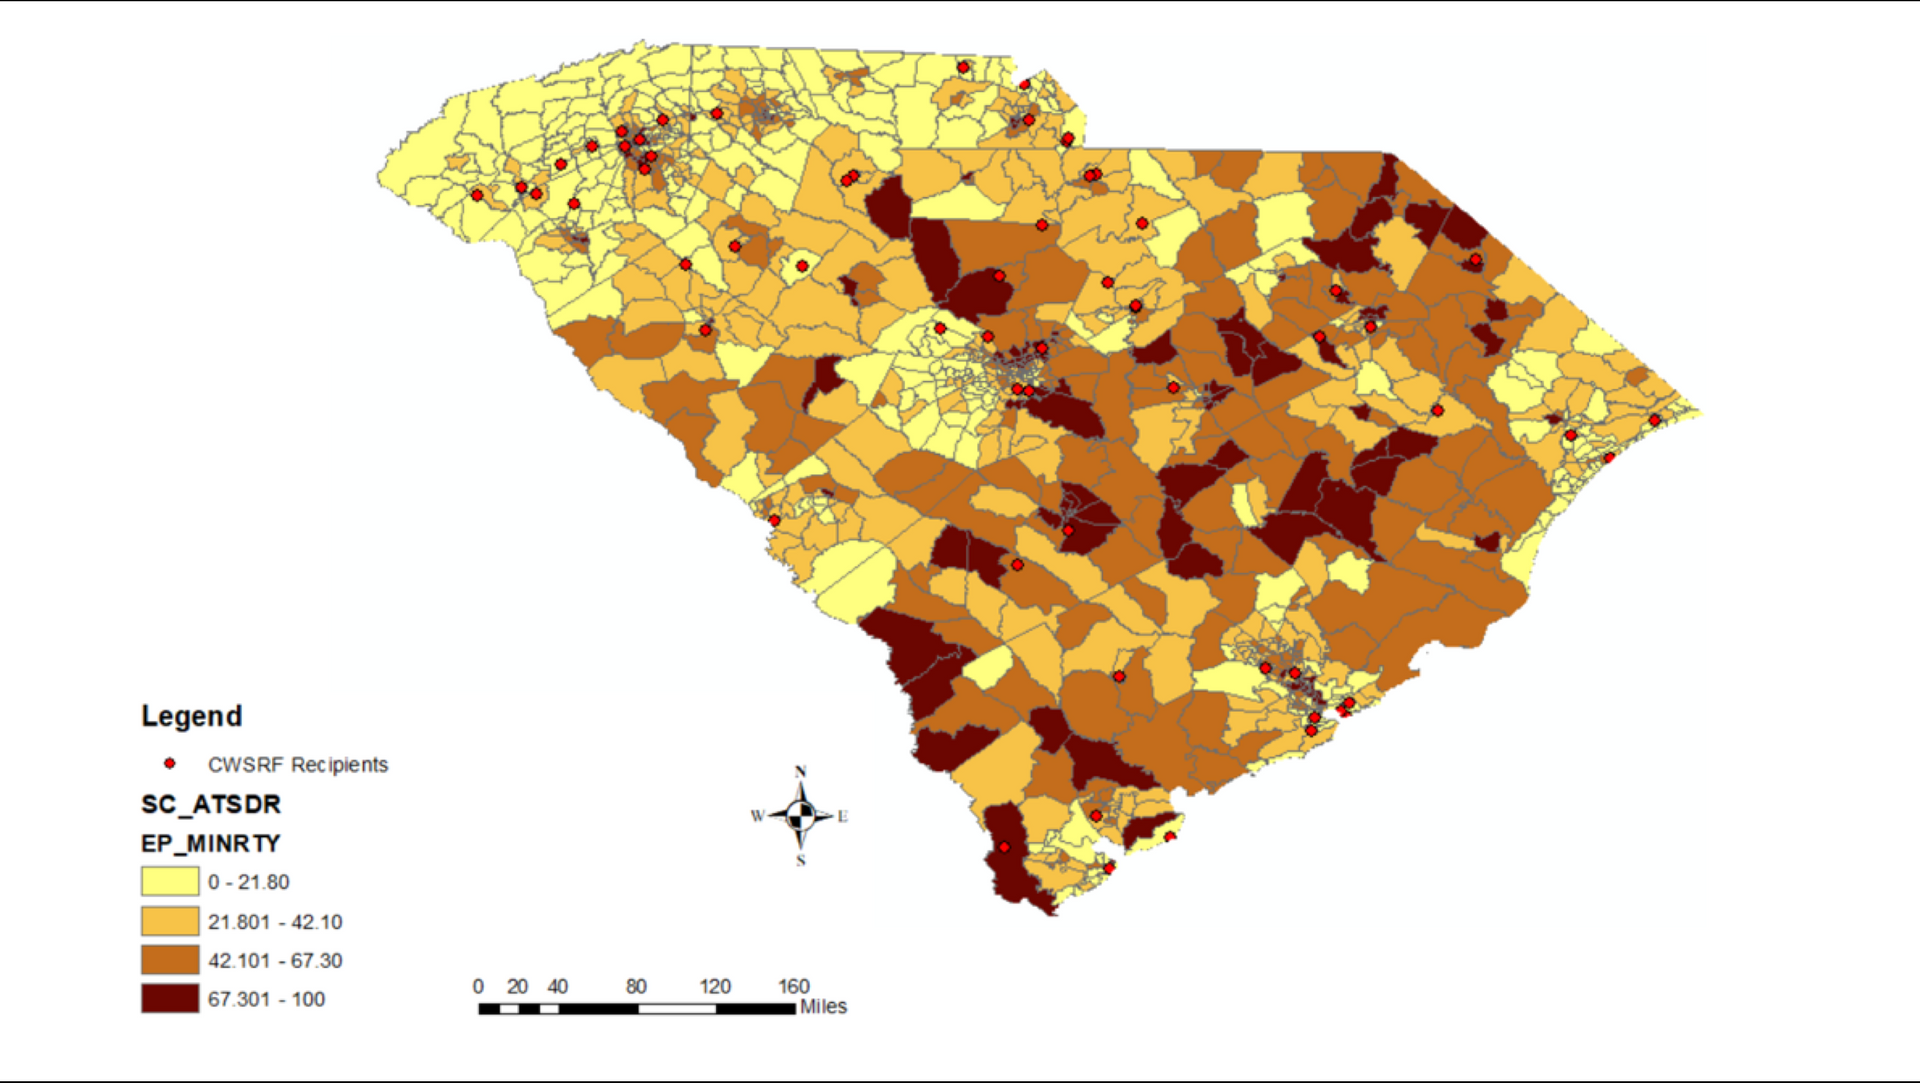 Legend
CWSRF Recipients
SC_ATSDR
EP_MINRTY
0 - 21.80
21.801 - 42.10
42.101 - 67.30
67.301 - 100
N
W E
S
0 20 40 80 120 160
Miles